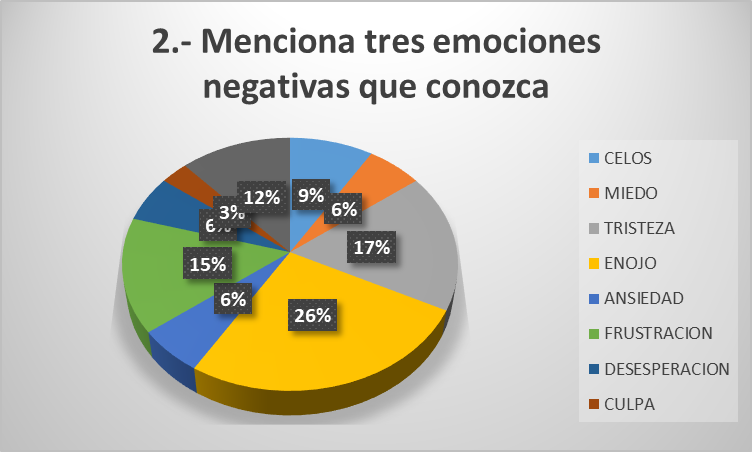 2.- Menciona tres emociones
negativas que conozca
9%
6%
17%
26%
6%
15%
6%
3%
12%
CELOS
MIEDO
TRISTEZA
ENOJO
ANSIEDAD
FRUSTRACION
DESESPERACION
CULPA